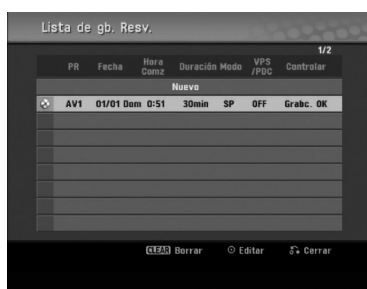 Lista de gb. Resv.
1/2
PR Fecha Hora Comz Duración Modo VPS /PDC Controlar
Nuevo
AV1 01/01 Dom 0:51 30min SP OFF Grabc. OK
CLEAR Borrar Editar Cerrar